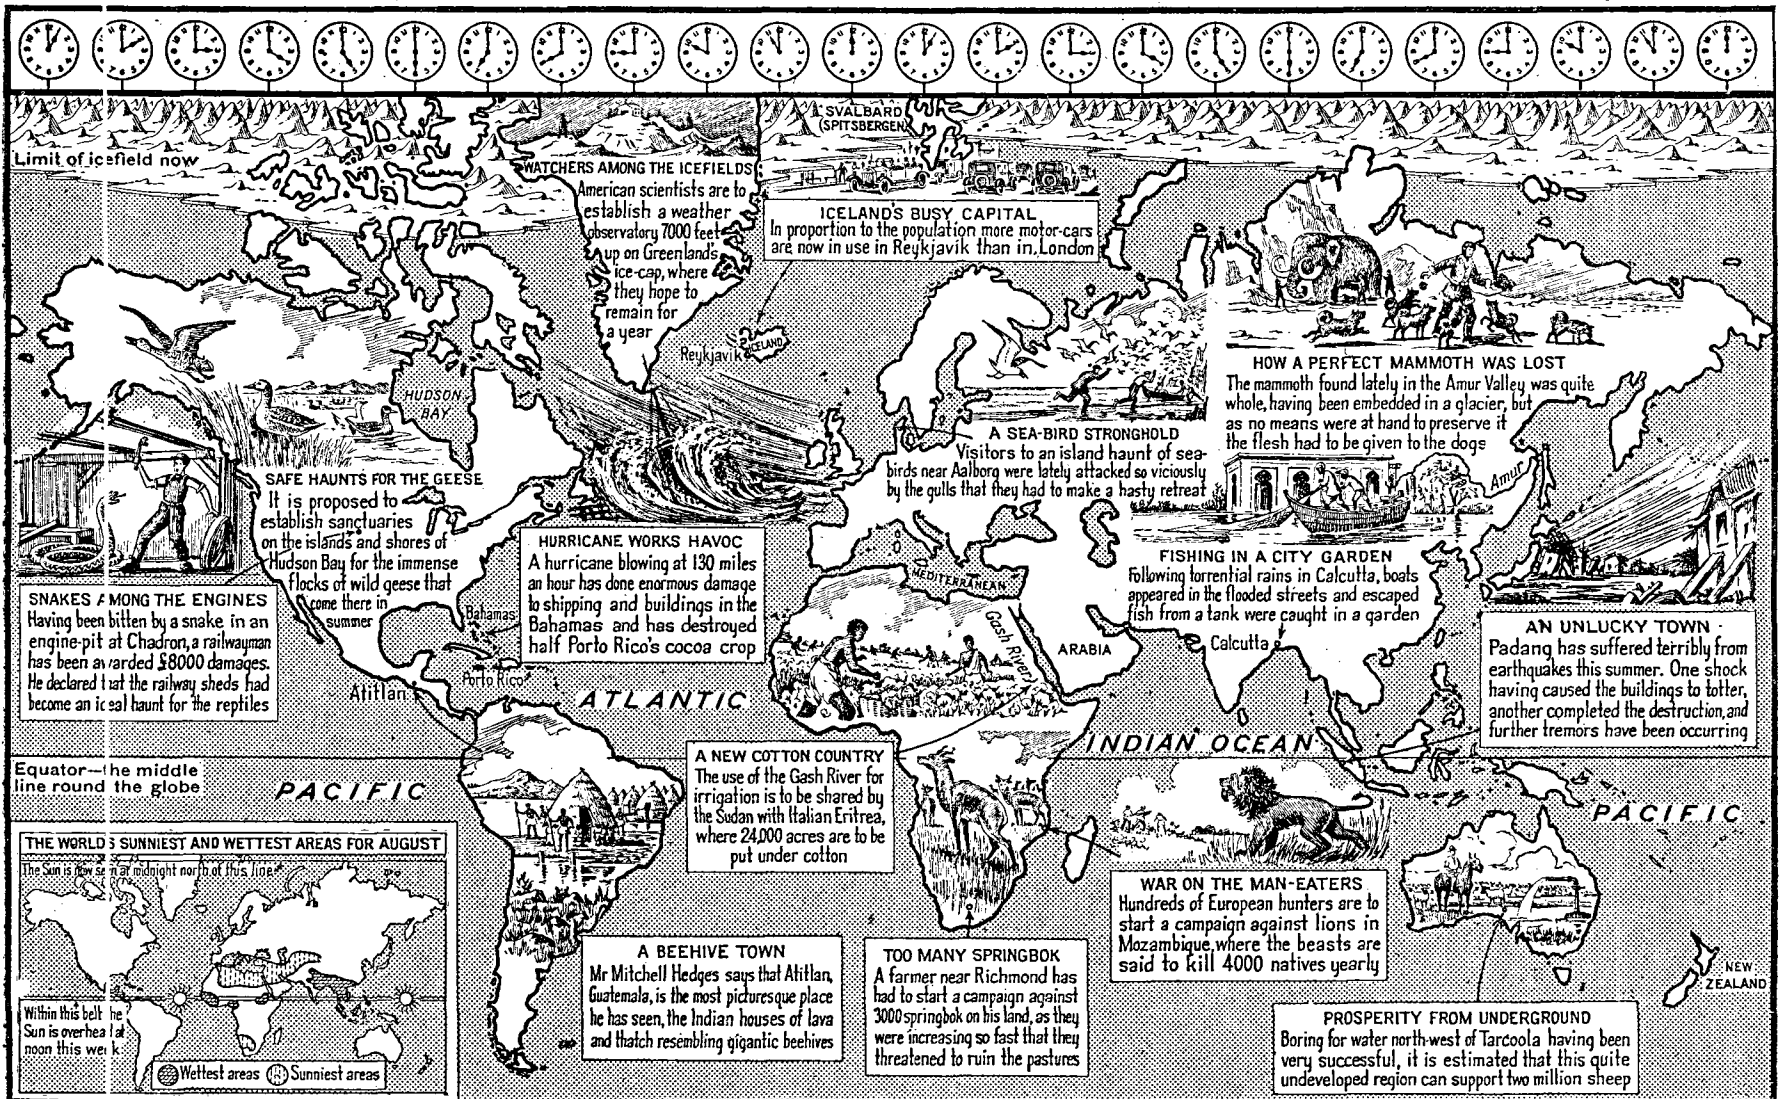 Limit of icefield now
SVALBARD
(SPITSBERGEN)
WATCHERS AMONG THE ICEFIELDS
American scientists are to
establish a weather
observatory 7000 feet
up on Greenland's
ice-cap, where
they hope to
remain for
a year
ICELAND'S BUSY CAPITAL
In proportion to the population more motor-cars
are now in use in Reykjavik than in London
Reykjavik
ICELAND
HUDSON
BAY
HOW A PERFECT MAMMOTH WAS LOST
The mammoth found lately in the Amur Valley was quite
whole, having been embedded in a glacier, but
as no means were at hand to preserve it
the flesh had to be given to the dogs
Amur
A SEA-BIRD STRONGHOLD
Visitors to an island haunt of sea-
birds near Aalborg were lately attacked so viciously
by the gulls that they had to make a hasty retreat
SAFE HAUNTS FOR THE GEESE
It is proposed to
establish sanctuaries
on the islands and shores of
Hudson Bay for the immense
flocks of wild geese that
come there in
summer
HURRICANE WORKS HAVOC
A hurricane blowing at 130 miles
an hour has done enormous damage
to shipping and buildings in the
Bahamas and has destroyed
half Porto Rico's cocoa crop
Bahamas
Porto Rico
Atitlan
FISHING IN A CITY GARDEN
Following torrential rains in Calcutta, boats
appeared in the flooded streets and escaped
fish from a tank were caught in a garden
Calcutta
MEDITERRANEAN
Gash River
ARABIA
SNAKES AMONG THE ENGINES
Having been bitten by a snake in an
engine-pit at Chadron, a railwayman
has been awarded £8000 damages.
He declared that the railway sheds had
become an ideal haunt for the reptiles
AN UNLUCKY TOWN
Padang has suffered terribly from
earthquakes this summer. One shock
having caused the buildings to totter,
another completed the destruction, and
further tremors have been occurring
ATLANTIC
INDIAN OCEAN
Equator—the middle
line round the globe
PACIFIC
PACIFIC
A NEW COTTON COUNTRY
The use of the Gash River for
irrigation is to be shared by
the Sudan with Italian Eritrea,
where 24,000 acres are to be
put under cotton
WAR ON THE MAN-EATERS
Hundreds of European hunters are to
start a campaign against lions in
Mozambique, where the beasts are
said to kill 4000 natives yearly
THE WORLD'S SUNNIEST AND WETTEST AREAS FOR AUGUST
The Sun is now seen at midnight north of this line
Within this belt the
Sun is overhead at
noon this week
Wettest areas
Sunniest areas
A BEEHIVE TOWN
Mr Mitchell Hedges says that Atitlan,
Guatemala, is the most picturesque place
he has seen, the Indian houses of lava
and thatch resembling gigantic beehives
TOO MANY SPRINGBOK
A farmer near Richmond has
had to start a campaign against
3000 springbok on his land, as they
were increasing so fast that they
threatened to ruin the pastures
PROSPERITY FROM UNDERGROUND
Boring for water north-west of Tarcoola having been
very successful, it is estimated that this quite
undeveloped region can support two million sheep
NEW
ZEALAND